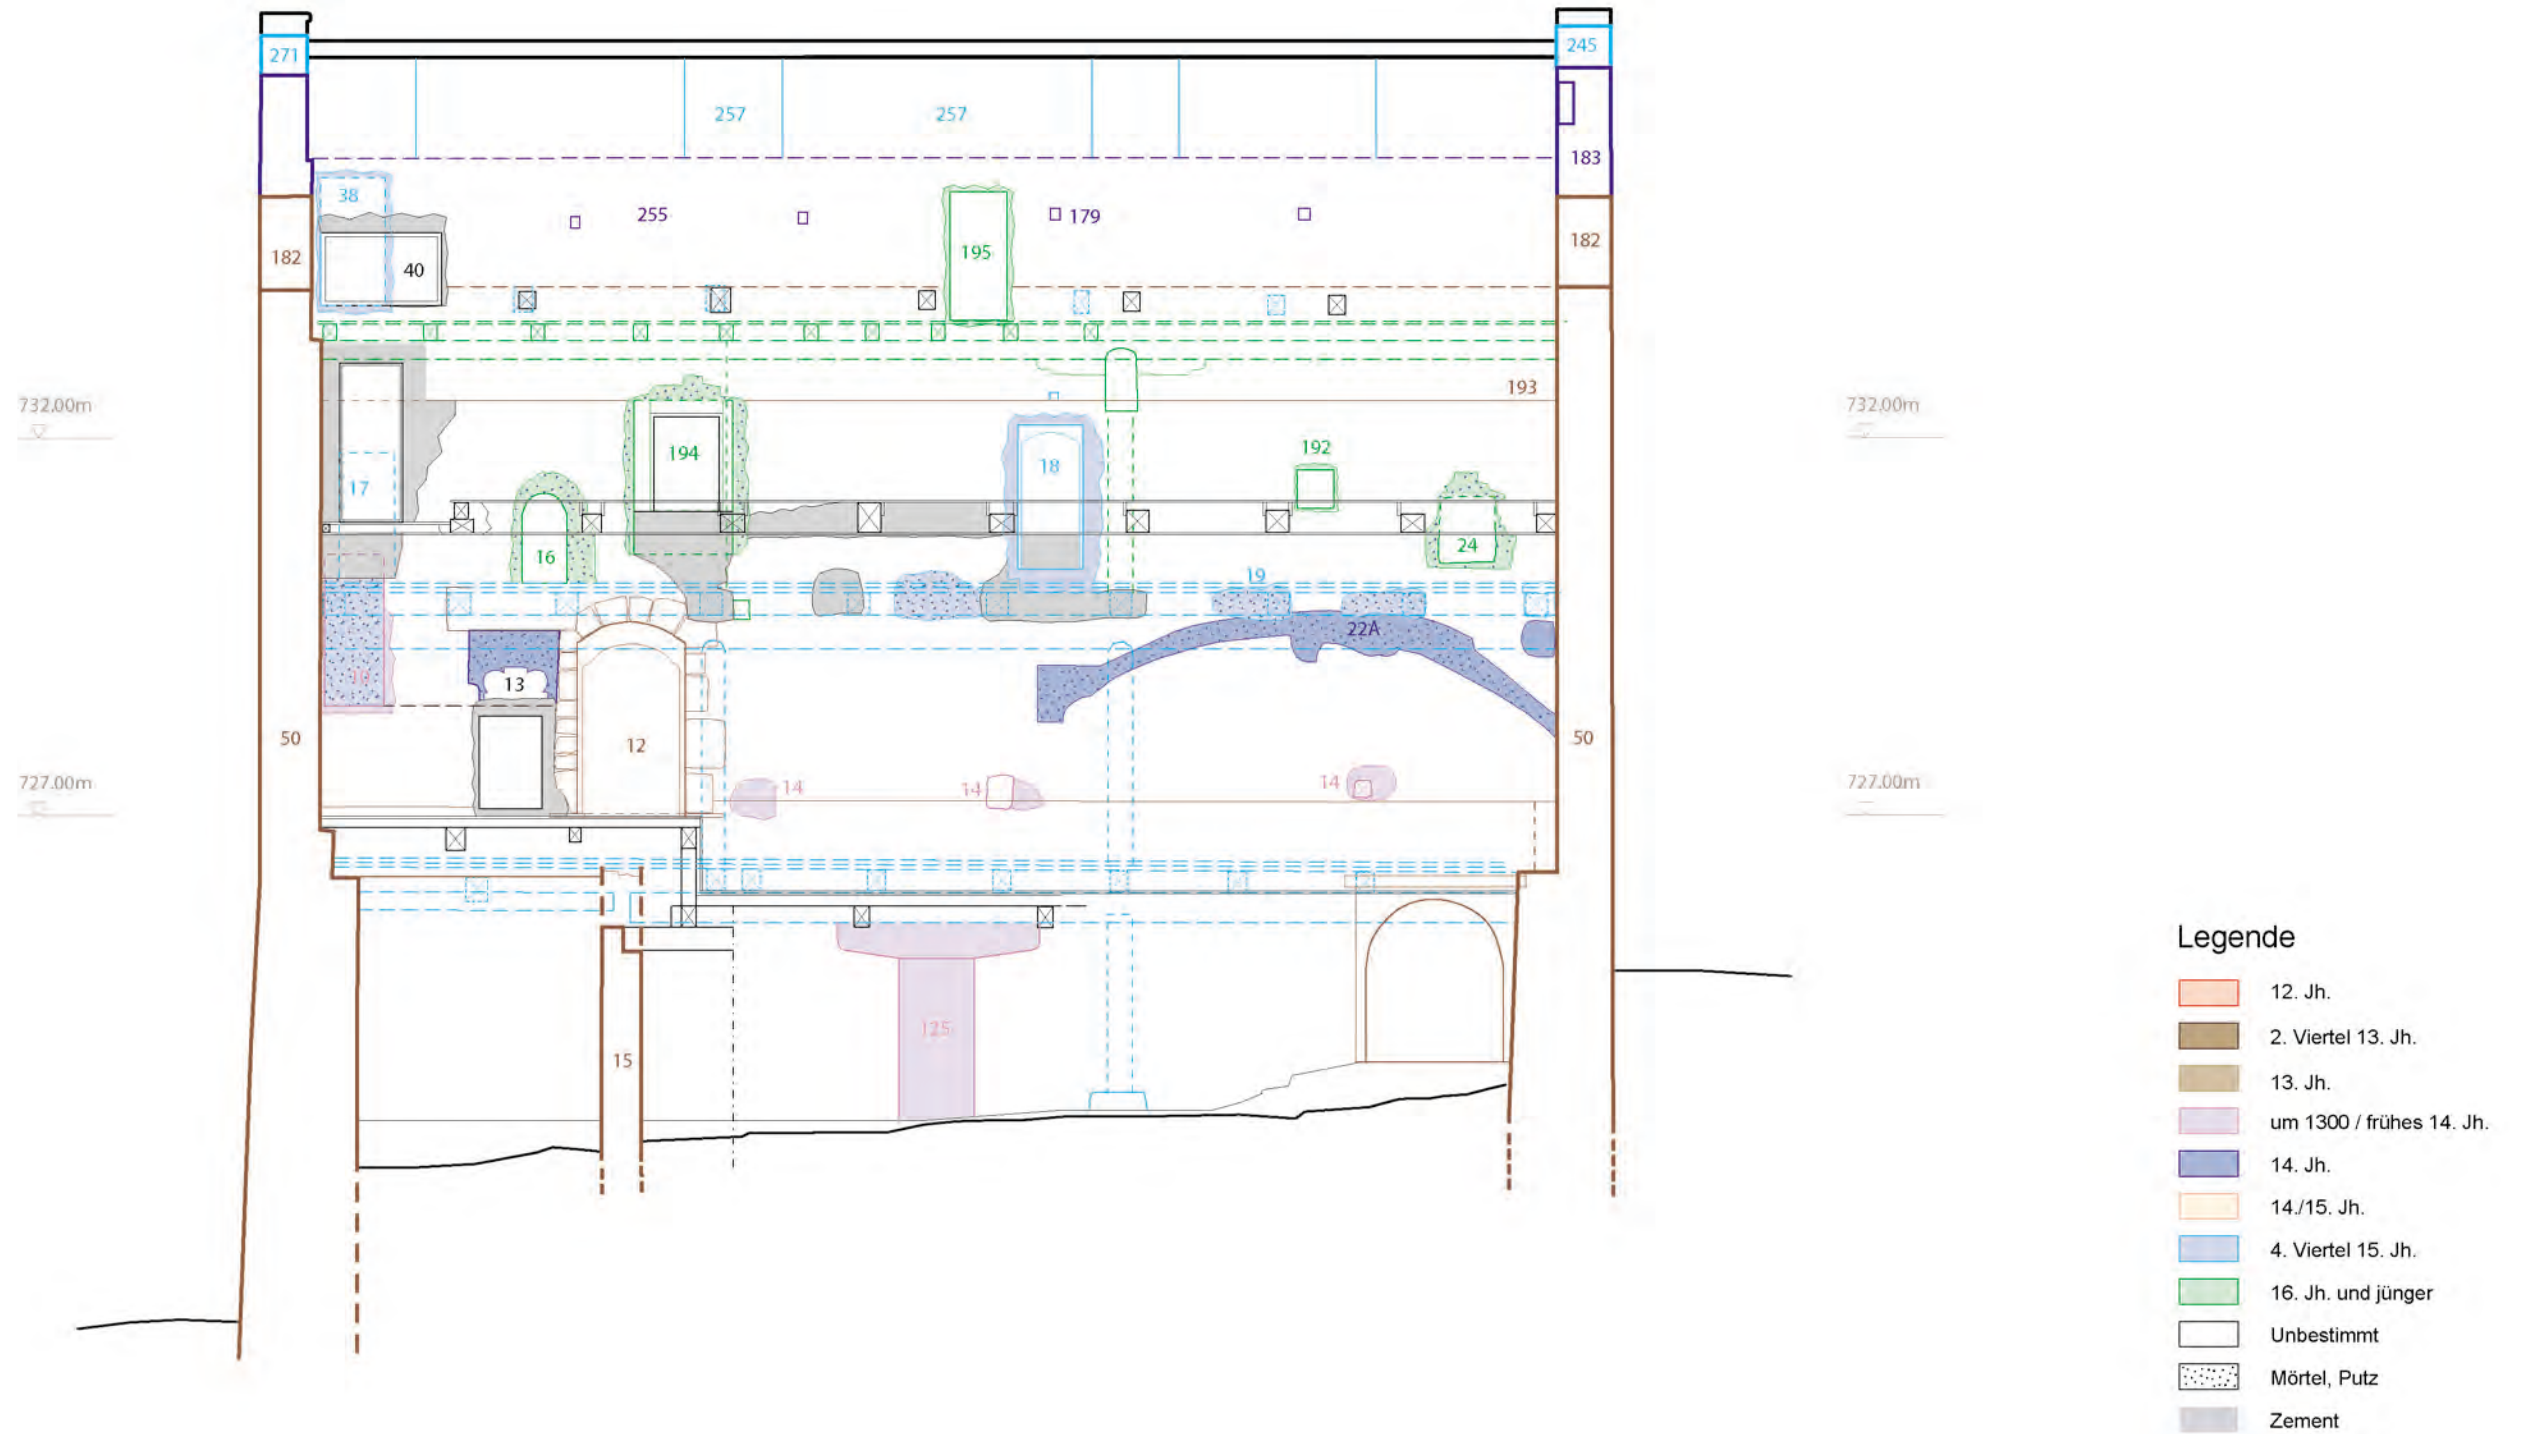 271
245
257
257
183
38
255
179
195
182
182
40
193
732.00m
732.00m
194
192
18
17
16
24
19
22A
10
13
50
12
50
727.00m
727.00m
14
14
14
125
15
Legende
12. Jh.
2. Viertel 13. Jh.
13. Jh.
um 1300 / frühes 14. Jh.
14. Jh.
14./15. Jh.
4. Viertel 15. Jh.
16. Jh. und jünger
Unbestimmt
Mörtel, Putz
Zement